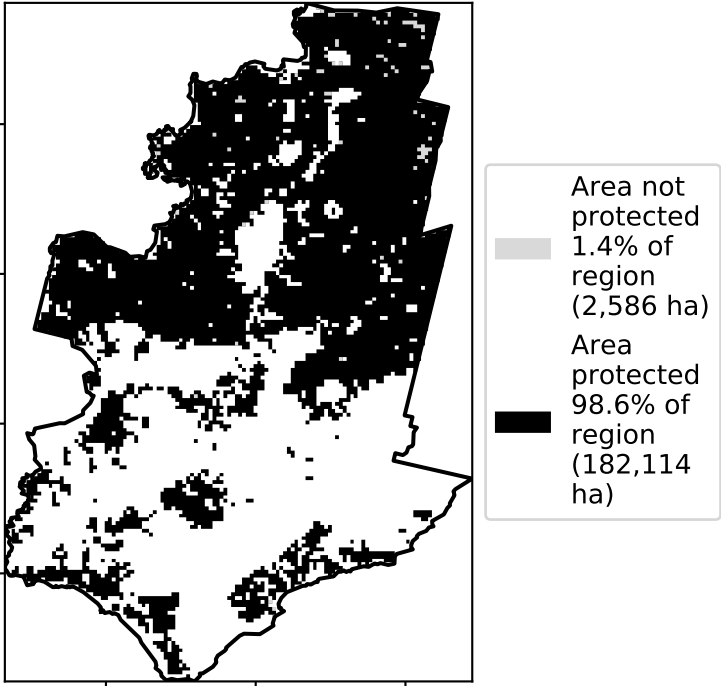 Area not
protected
1.4% of
region
(2,586 ha)
Area
protected
98.6% of
region
(182,114
ha)